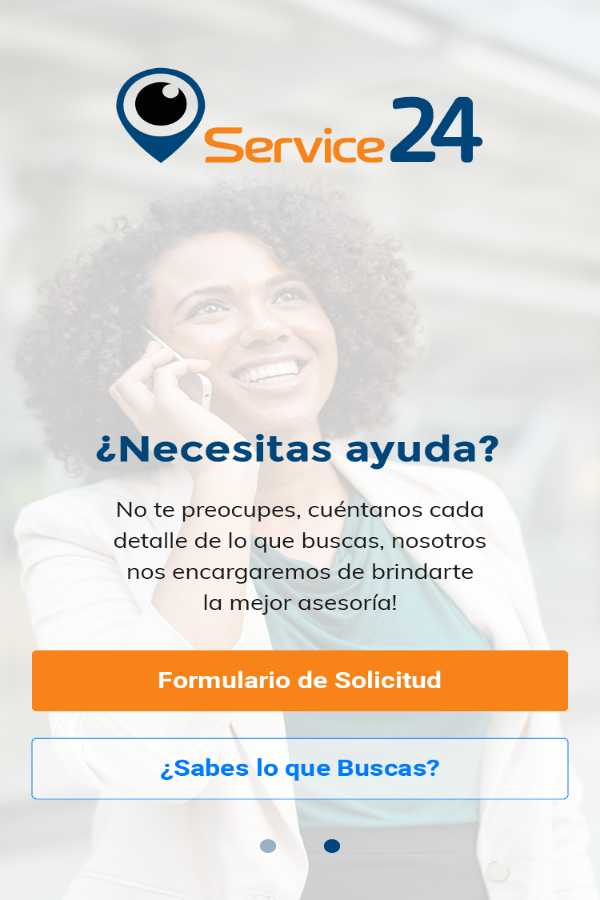 Service24
¿Necesitas ayuda?
No te preocupes, cuéntanos cada
detalle de lo que buscas, nosotros
nos encargaremos de brindarte
la mejor asesoría!
Formulario de Solicitud
¿Sabes lo que Buscas?